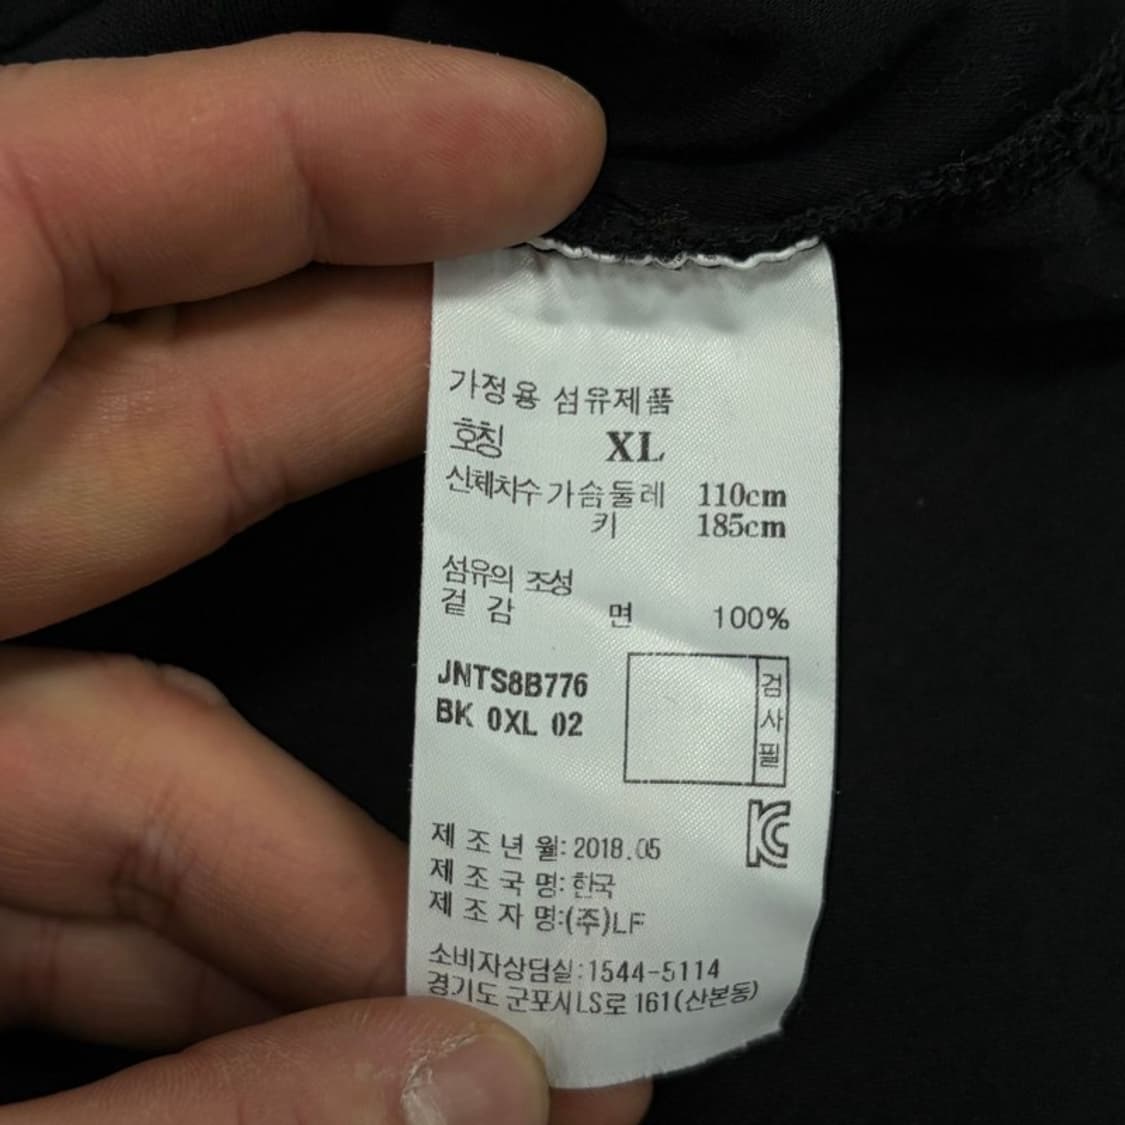 가정용 섬유제품
호칭 XL
신체치수 가슴둘레 110cm
키 185cm
섬유의 조성
겉 감 면 100%
JNTS8B776
BK 0XL 02
검사필
제 조 년 월: 2018.05
제 조 국 명: 한국
제 조 자 명:(주)LF
소비자상담실:1544-5114
경기도 군포시LS로 161(산본동)